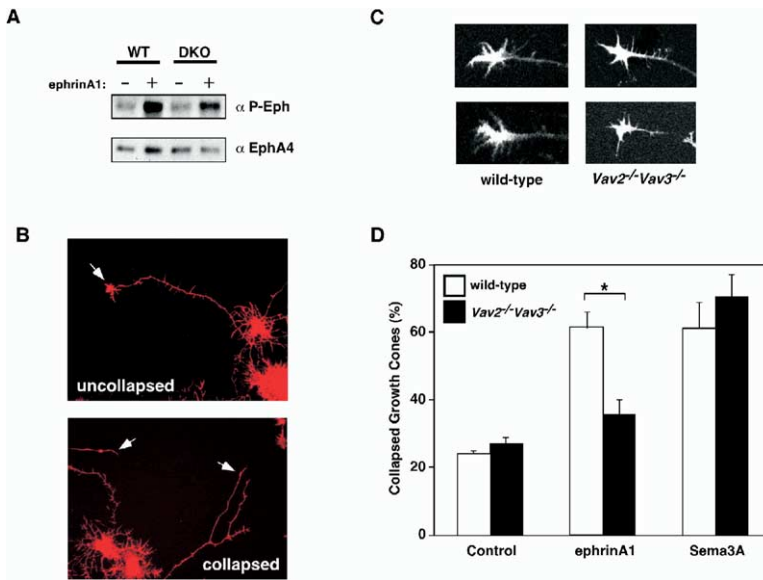 A
WT DKO
ephrinA1: – + – +
α P-Eph
α EphA4
B
uncollapsed
collapsed
C
wild-type Vav2-/-Vav3-/-
D
Collapsed Growth Cones (%)
80
60
40
20
0
wild-type
Vav2-/-Vav3-/-
*
Control ephrinA1 Sema3A